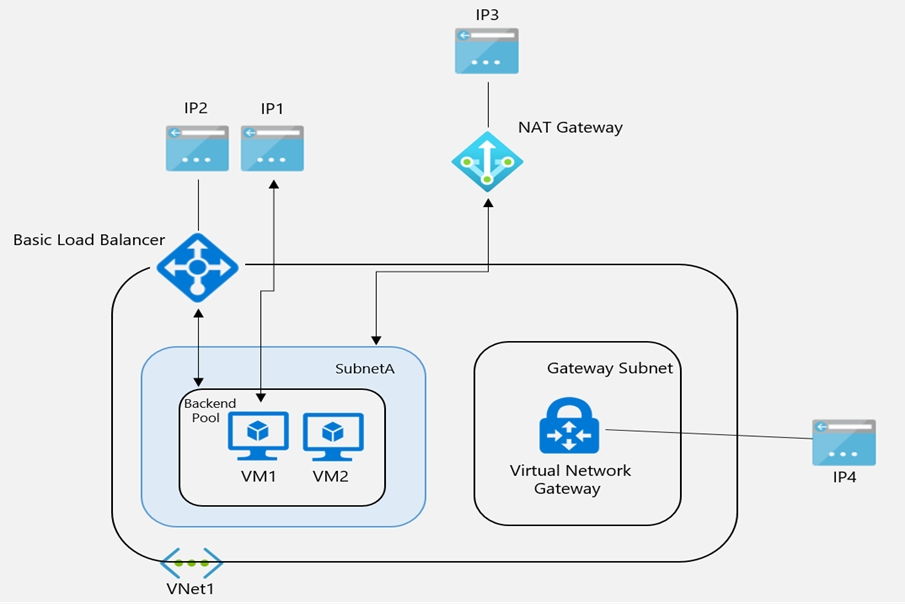 IP3
IP2
IP1
NAT Gateway
Basic Load Balancer
SubnetA
Gateway Subnet
Backend
Pool
VM1
VM2
Virtual Network
Gateway
IP4
VNet1